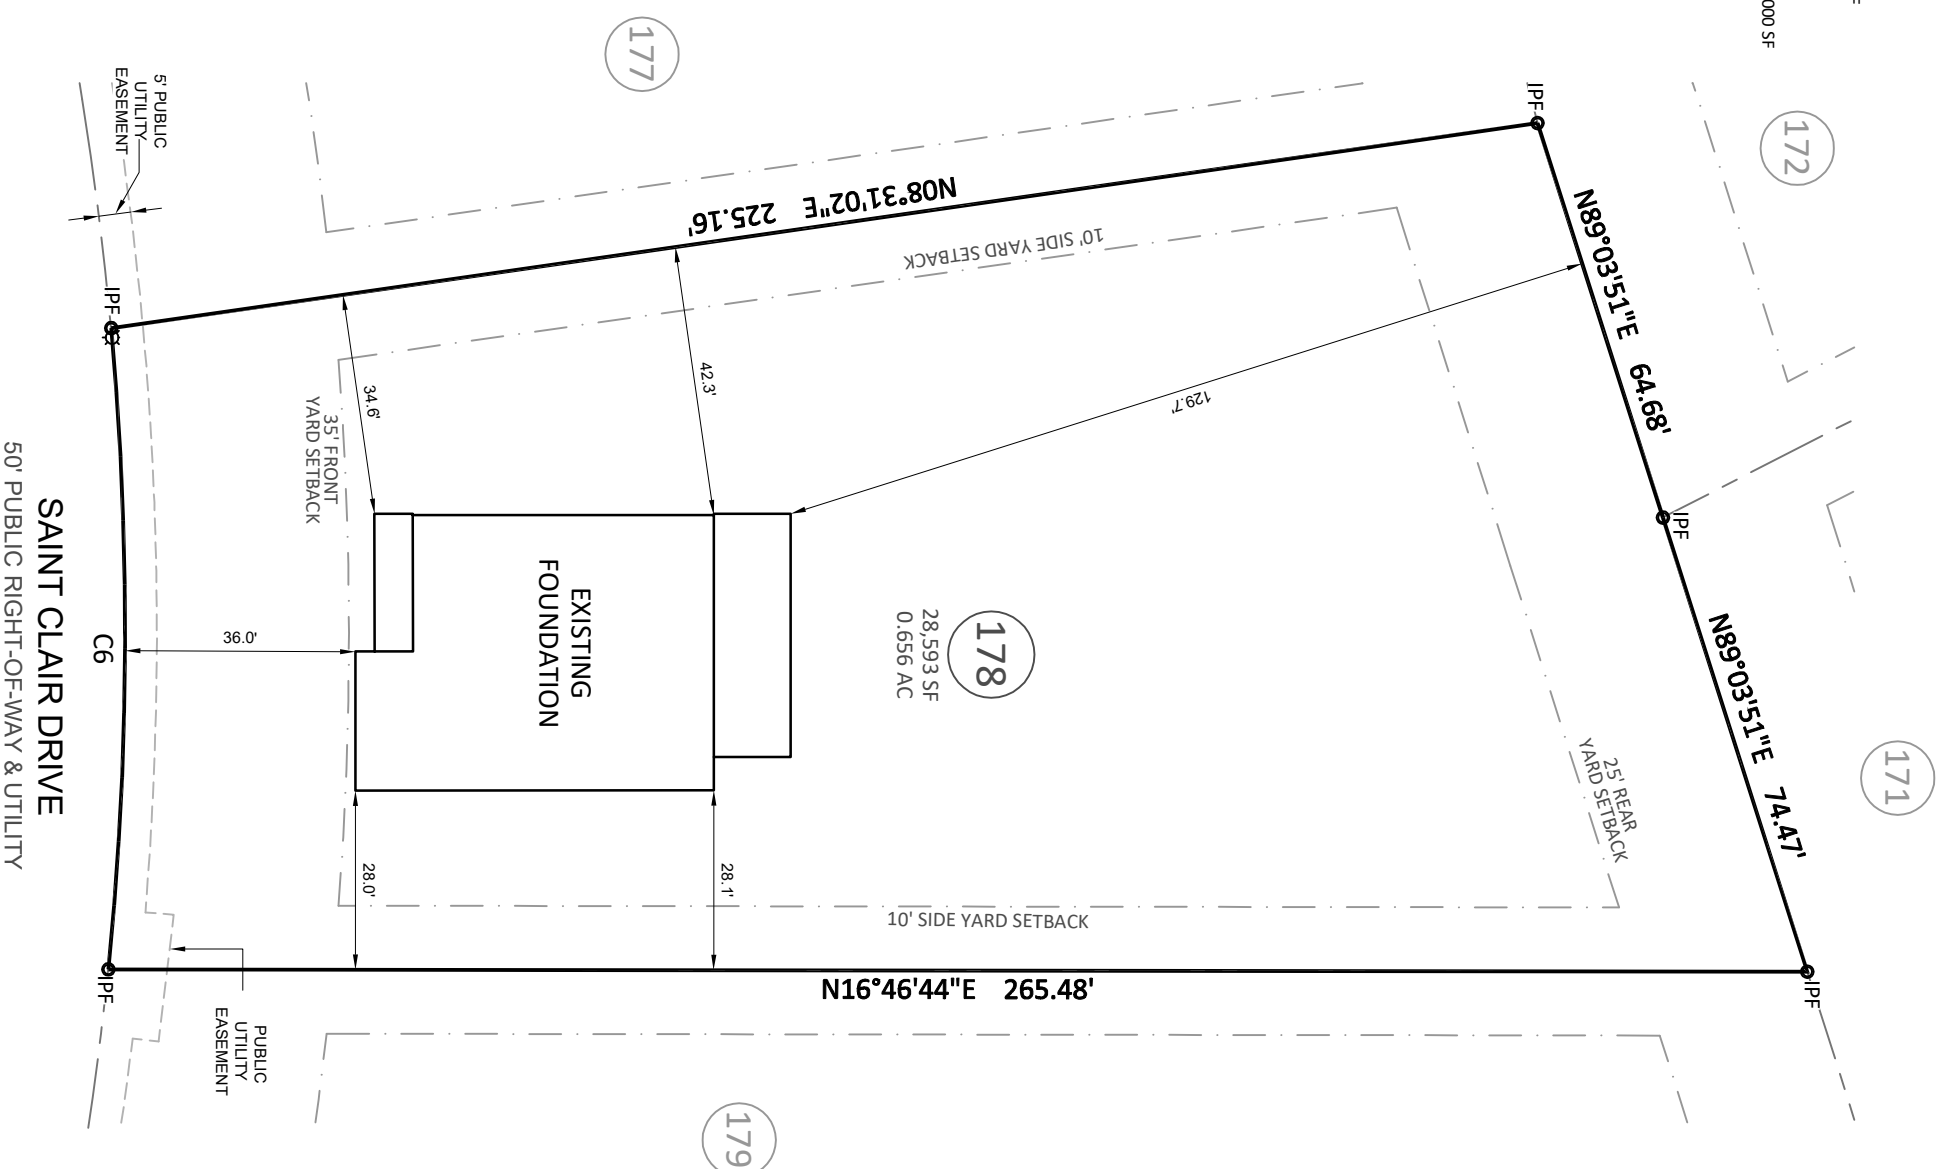 000 SF
177
172
5' PUBLIC
UTILITY
EASEMENT
IPF
IPF
N08°31'02"E 225.16'
10' SIDE YARD SETBACK
N89°03'51"E 64.68'
IPF
N89°03'51"E 74.47'
171
129.7'
42.3'
34.6'
35' FRONT
YARD SETBACK
EXISTING
FOUNDATION
178
28,593 SF
0.656 AC
36.0'
C6
SAINT CLAIR DRIVE
50' PUBLIC RIGHT-OF-WAY & UTILITY
25' REAR
YARD SETBACK
28.0'
28.1'
10' SIDE YARD SETBACK
N16°46'44"E 265.48'
IPF
IPF
PUBLIC
UTILITY
EASEMENT
179